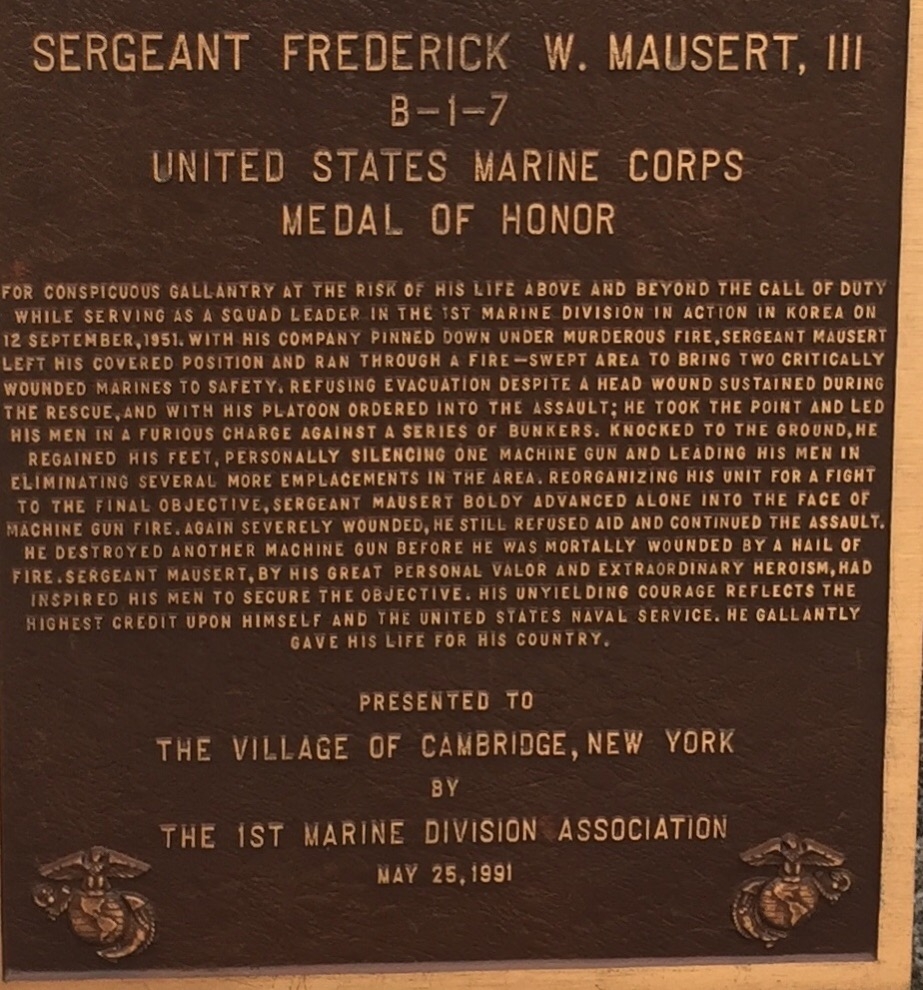 SERGEANT FREDERICK W. MAUSERT, III
B-1-7
UNITED STATES MARINE CORPS
MEDAL OF HONOR
FOR CONSPICUOUS GALLANTRY AT THE RISK OF HIS LIFE ABOVE AND BEYOND THE CALL OF DUTY
WHILE SERVING AS A SQUAD LEADER IN THE 1ST MARINE DIVISION IN ACTION IN KOREA ON
12 SEPTEMBER, 1951. WITH HIS COMPANY PINNED DOWN UNDER MURDEROUS FIRE, SERGEANT MAUSERT
LEFT HIS COVERED POSITION AND RAN THROUGH A FIRE-SWEPT AREA TO BRING TWO CRITICALLY
WOUNDED MARINES TO SAFETY. REFUSING EVACUATION DESPITE A HEAD WOUND SUSTAINED DURING
THE RESCUE, AND WITH HIS PLATOON ORDERED INTO THE ASSAULT; HE TOOK THE POINT AND LED
HIS MEN IN A FURIOUS CHARGE AGAINST A SERIES OF BUNKERS. KNOCKED TO THE GROUND, HE
REGAINED HIS FEET, PERSONALLY SILENCING ONE MACHINE GUN AND LEADING HIS MEN IN
ELIMINATING SEVERAL MORE EMPLACEMENTS IN THE AREA. REORGANIZING HIS UNIT FOR A FIGHT
TO THE FINAL OBJECTIVE, SERGEANT MAUSERT BOLDY ADVANCED ALONE INTO THE FACE OF
MACHINE GUN FIRE. AGAIN SEVERELY WOUNDED, HE STILL REFUSED AID AND CONTINUED THE ASSAULT.
HE DESTROYED ANOTHER MACHINE GUN BEFORE HE WAS MORTALLY WOUNDED BY A HAIL OF
FIRE. SERGEANT MAUSERT, BY HIS GREAT PERSONAL VALOR AND EXTRAORDINARY HEROISM, HAD
INSPIRED HIS MEN TO SECURE THE OBJECTIVE. HIS UNYIELDING COURAGE REFLECTS THE
HIGHEST CREDIT UPON HIMSELF AND THE UNITED STATES NAVAL SERVICE. HE GALLANTLY
GAVE HIS LIFE FOR HIS COUNTRY.
PRESENTED TO
THE VILLAGE OF CAMBRIDGE, NEW YORK
BY
THE 1ST MARINE DIVISION ASSOCIATION
MAY 25, 1991